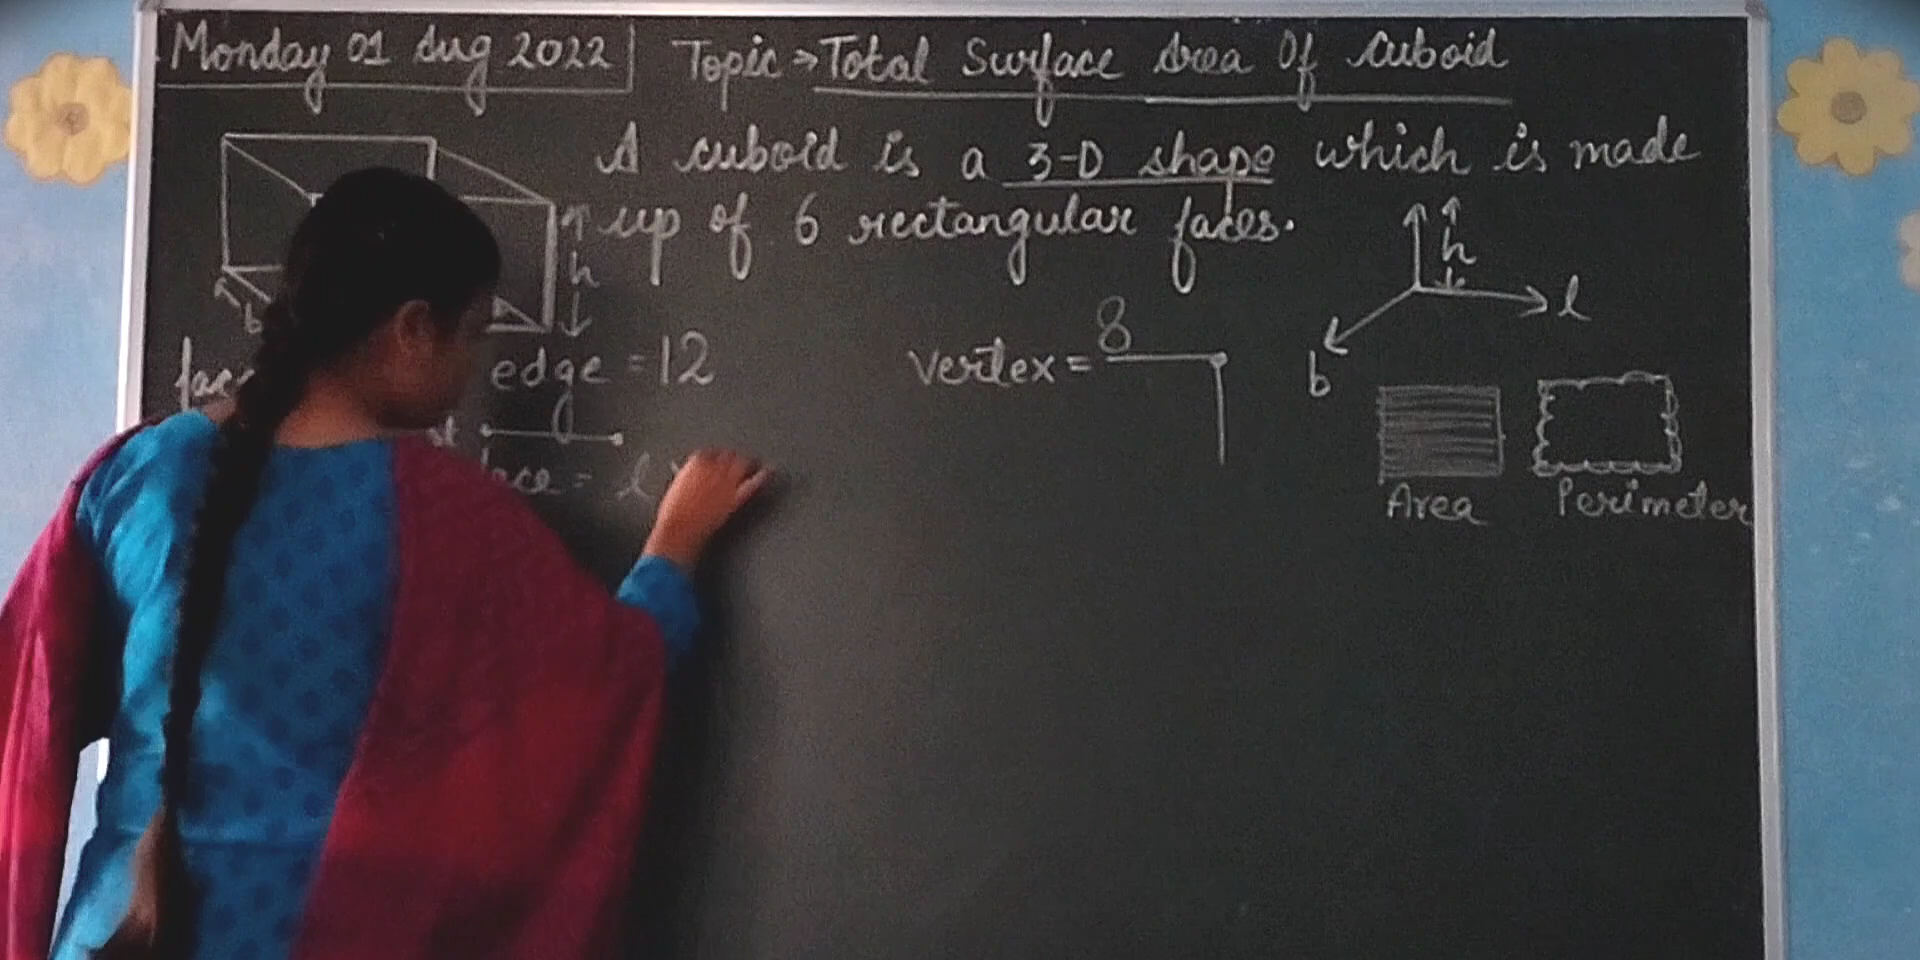 Monday 01 Aug 2022
Topic → Total Surface Area Of cuboid
A cuboid is a 3-D shape which is made
up of 6 rectangular faces.
h
b
h
l
b
edge = 12
vertex = 8
= l
Area
Perimeter